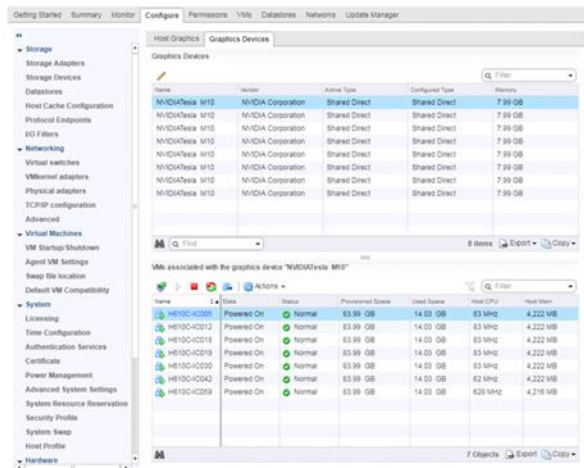 Getting Started Summary Monitor Configure Permissions VMs Datastores Networks Update Manager
Host Graphics Graphics Devices
Storage
Storage Adapters
Storage Devices
Datastores
Host Cache Configuration
Protocol Endpoints
I/O Filters
Networking
Virtual switches
VMkernel adapters
Physical adapters
TCP/IP configuration
Advanced
Virtual Machines
VM Startup/Shutdown
Agent VM Settings
Swap file location
Default VM Compatibility
System
Licensing
Time Configuration
Authentication Services
Certificate
Power Management
Advanced System Settings
System Resource Reservation
Security Profile
System Swap
Host Profile
Hardware
Graphics Devices
Filter
Name Vendor Active Type Configured Type Memory
NVIDIATesla M10 NVIDIA Corporation Shared Direct Shared Direct 7.99 GB
NVIDIATesla M10 NVIDIA Corporation Shared Direct Shared Direct 7.99 GB
NVIDIATesla M10 NVIDIA Corporation Shared Direct Shared Direct 7.99 GB
NVIDIATesla M10 NVIDIA Corporation Shared Direct Shared Direct 7.99 GB
NVIDIATesla M10 NVIDIA Corporation Shared Direct Shared Direct 7.99 GB
NVIDIATesla M10 NVIDIA Corporation Shared Direct Shared Direct 7.99 GB
NVIDIATesla M10 NVIDIA Corporation Shared Direct Shared Direct 7.99 GB
NVIDIATesla M10 NVIDIA Corporation Shared Direct Shared Direct 7.99 GB
Find 8 items Export Copy
VMs associated with the graphics device "NVIDIATesla M10"
Actions Filter
Name 1 State Status Provisioned Space Used Space Host CPU Host Mem
H610C-IC005 Powered On Normal 83.99 GB 14.03 GB 83 MHz 4,222 MB
H610C-IC012 Powered On Normal 83.99 GB 14.03 GB 83 MHz 4,222 MB
H610C-IC018 Powered On Normal 83.99 GB 14.03 GB 83 MHz 4,222 MB
H610C-IC019 Powered On Normal 83.99 GB 14.03 GB 83 MHz 4,222 MB
H610C-IC030 Powered On Normal 83.99 GB 14.03 GB 83 MHz 4,222 MB
H610C-IC042 Powered On Normal 83.99 GB 14.03 GB 62 MHz 4,222 MB
H610C-IC059 Powered On Normal 83.99 GB 14.03 GB 628 MHz 4,216 MB
7 Objects Export Copy